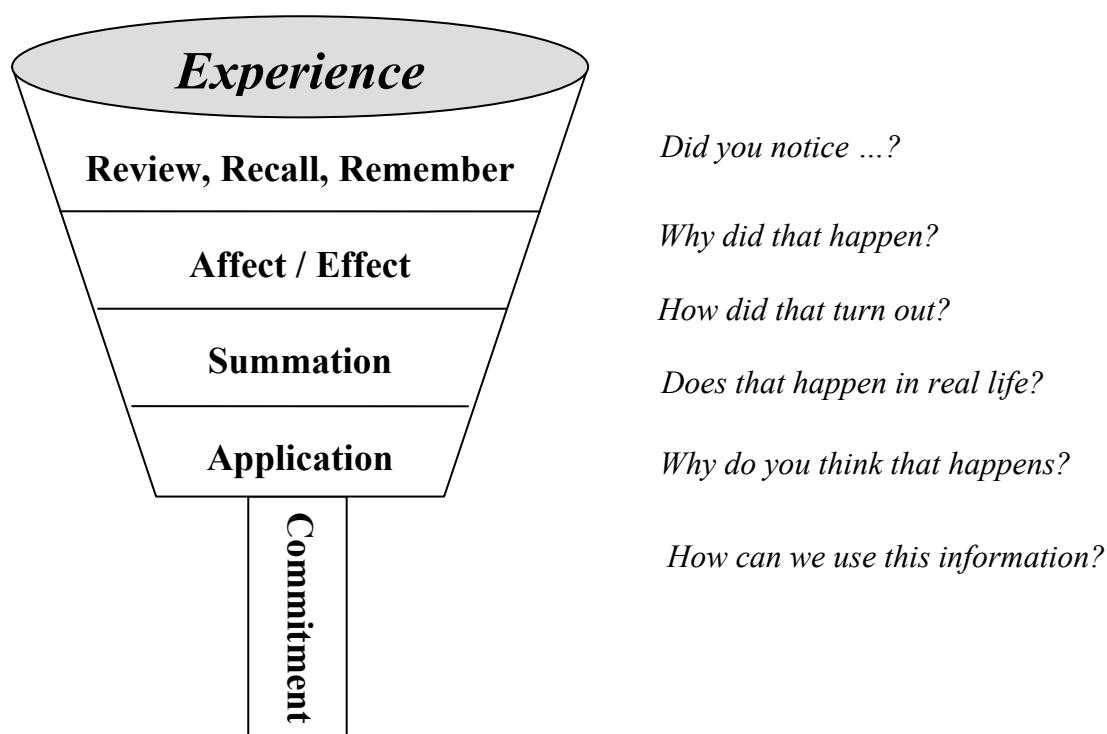 Experience
Review, Recall, Remember
Affect / Effect
Summation
Application
Commitment
Did you notice …?
Why did that happen?
How did that turn out?
Does that happen in real life?
Why do you think that happens?
How can we use this information?